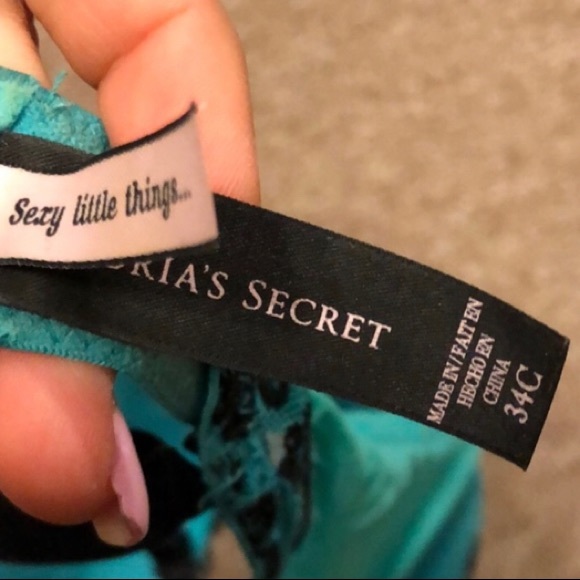 Sexy little things...
ORIA'S SECRET
MADE IN / FAIT EN
HECHO EN
CHINA
34C